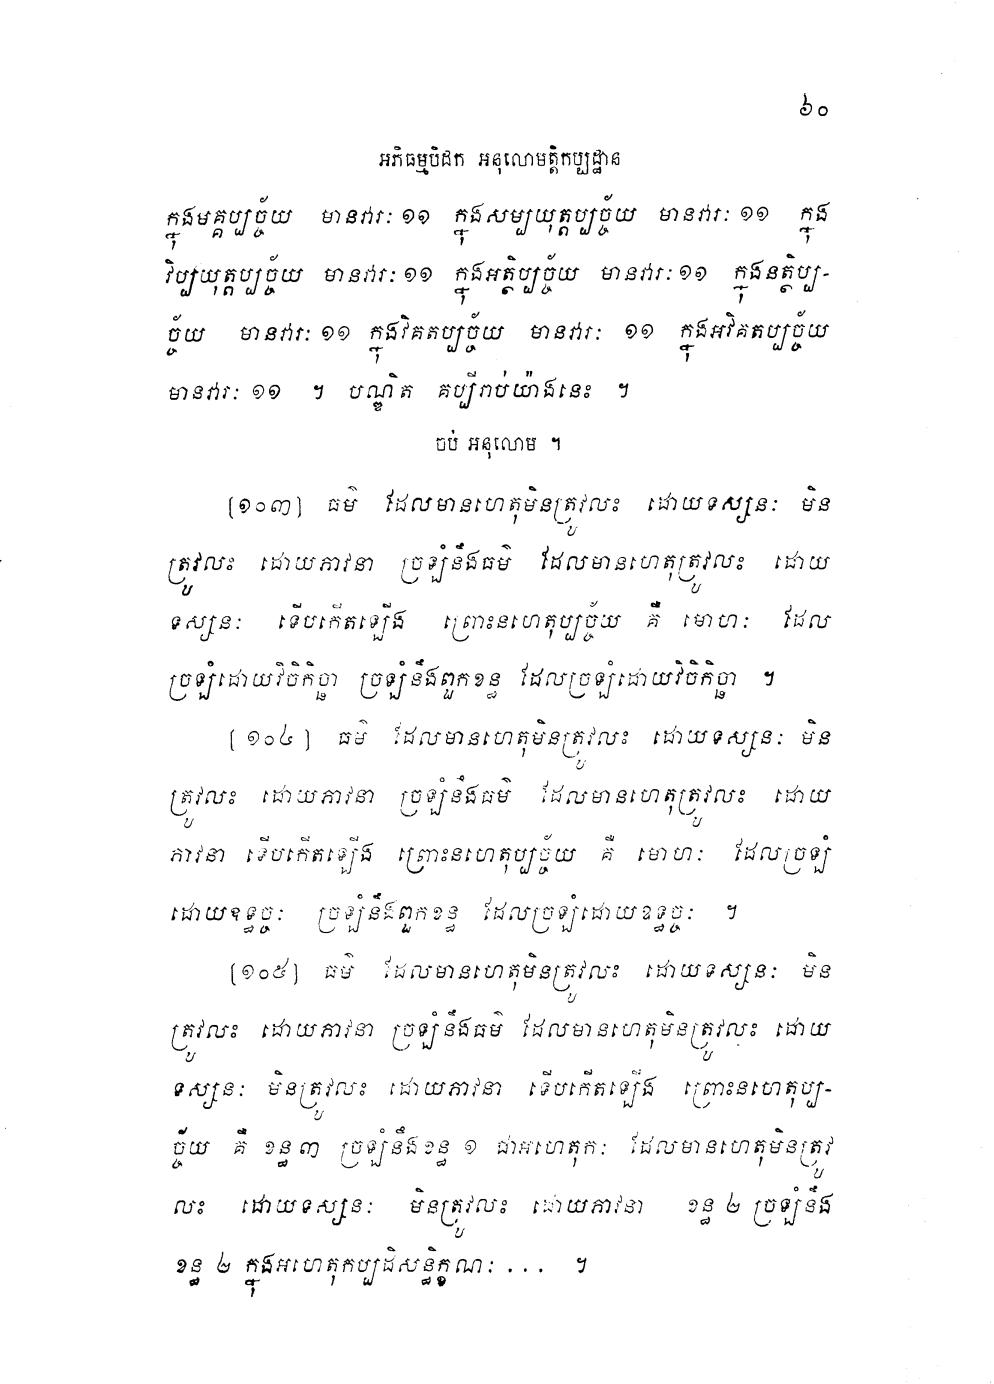 ៦០
អភិធម្មបិដក អនុលោមត្តិកប្បដ្ឋាន
ក្នុងមគ្គប្បច្ច័យ មានវារៈ ១១ ក្នុងសម្បយុត្តប្បច្ច័យ មានវារៈ ១១ ក្នុង
វិប្បយុត្តប្បច្ច័យ មានវារៈ ១១ ក្នុងអត្ថិប្បច្ច័យ មានវារៈ ១១ ក្នុងនត្ថិប្ប-
ច្ច័យ មានវារៈ ១១ ក្នុងវិគតប្បច្ច័យ មានវារៈ ១១ ក្នុងអវិគតប្បច្ច័យ
មានវារៈ ១១ ។ បណ្ឌិត គប្បីរាប់យ៉ាងនេះ ។
ចប់ អនុលោម ។
[១០៣] ធម៌ ដែលមានហេតុមិនត្រូវលះ ដោយទស្សនៈ មិន
ត្រូវលះ ដោយភាវនា ច្រឡំនឹងធម៌ ដែលមានហេតុត្រូវលះ ដោយ
ទស្សនៈ ទើបកើតឡើង ព្រោះនហេតុប្បច្ច័យ គឺ មោហៈ ដែល
ច្រឡំដោយវិចិកិច្ឆា ច្រឡំនឹងពួកខន្ធ ដែលច្រឡំដោយវិចិកិច្ឆា ។
[១០៤] ធម៌ ដែលមានហេតុមិនត្រូវលះ ដោយទស្សនៈ មិន
ត្រូវលះ ដោយភាវនា ច្រឡំនឹងធម៌ ដែលមានហេតុត្រូវលះ ដោយ
ភាវនា ទើបកើតឡើង ព្រោះនហេតុប្បច្ច័យ គឺ មោហៈ ដែលច្រឡំ
ដោយឧទ្ធច្ចៈ ច្រឡំនឹងពួកខន្ធ ដែលច្រឡំដោយឧទ្ធច្ចៈ ។
[១០៥] ធម៌ ដែលមានហេតុមិនត្រូវលះ ដោយទស្សនៈ មិន
ត្រូវលះ ដោយភាវនា ច្រឡំនឹងធម៌ ដែលមានហេតុមិនត្រូវលះ ដោយ
ទស្សនៈ មិនត្រូវលះ ដោយភាវនា ទើបកើតឡើង ព្រោះនហេតុប្ប-
ច្ច័យ គឺ ខន្ធ ៣ ច្រឡំនឹងខន្ធ ១ ជាអហេតុកៈ ដែលមានហេតុមិនត្រូវ
លះ ដោយទស្សនៈ មិនត្រូវលះ ដោយភាវនា ខន្ធ ២ ច្រឡំនឹង
ខន្ធ ២ ក្នុងអហេតុកប្បដិសន្ធិក្ខណៈ ... ។